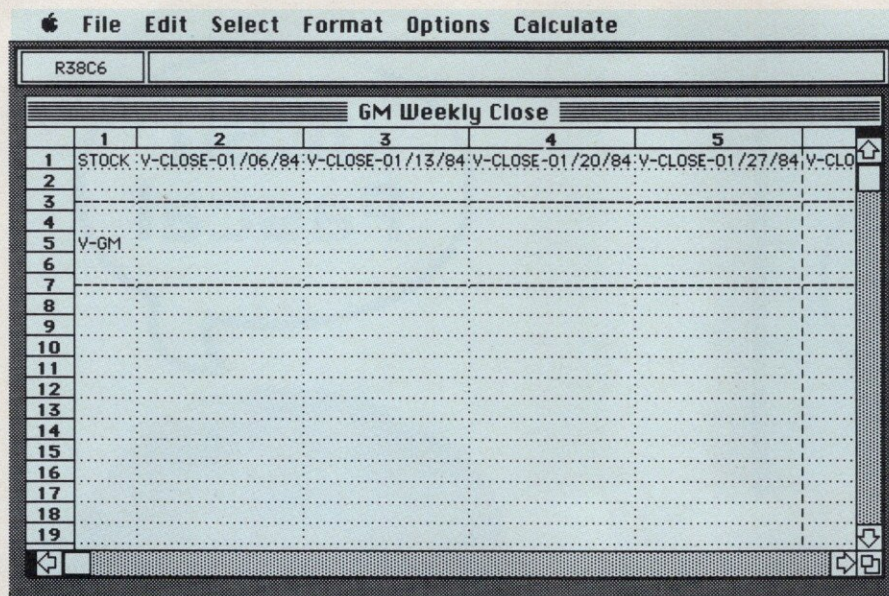 File Edit Select Format Options Calculate
R38C6
GM Weekly Close
1 2 3 4 5
1 STOCK V-CLOSE-01/06/84 V-CLOSE-01/13/84 V-CLOSE-01/20/84 V-CLOSE-01/27/84 V-CLO
2
3
4
5 V-GM
6
7
8
9
10
11
12
13
14
15
16
17
18
19